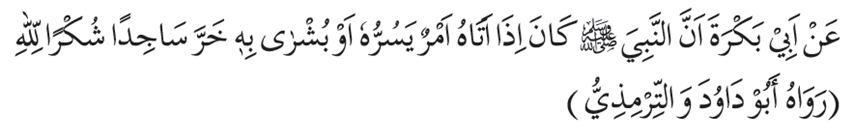 عَنْ اَبِيْ بَكْرَةَ اَنَّ النَّبِيَ ﷺ كَانَ اِذَا اَتَاهُ اَمْرٌ يَسُرُّهٗ اَوْ بُشْرٰى بِهٖ خَرَّ سَاجِدًا شُكْرًا لِلّٰهِ
(رَوَاهُ أَبُوْ دَاوُدَ وَ التِّرْمِذِيُّ )